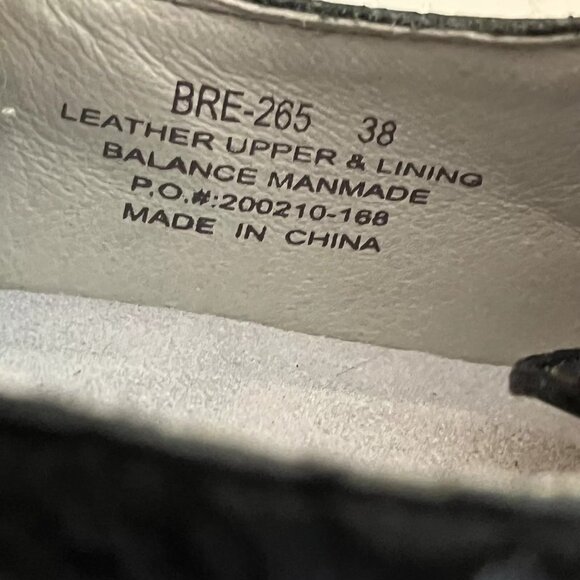 BRE-265 38
LEATHER UPPER & LINING
BALANCE MANMADE
P.O.#:200210-168
MADE IN CHINA